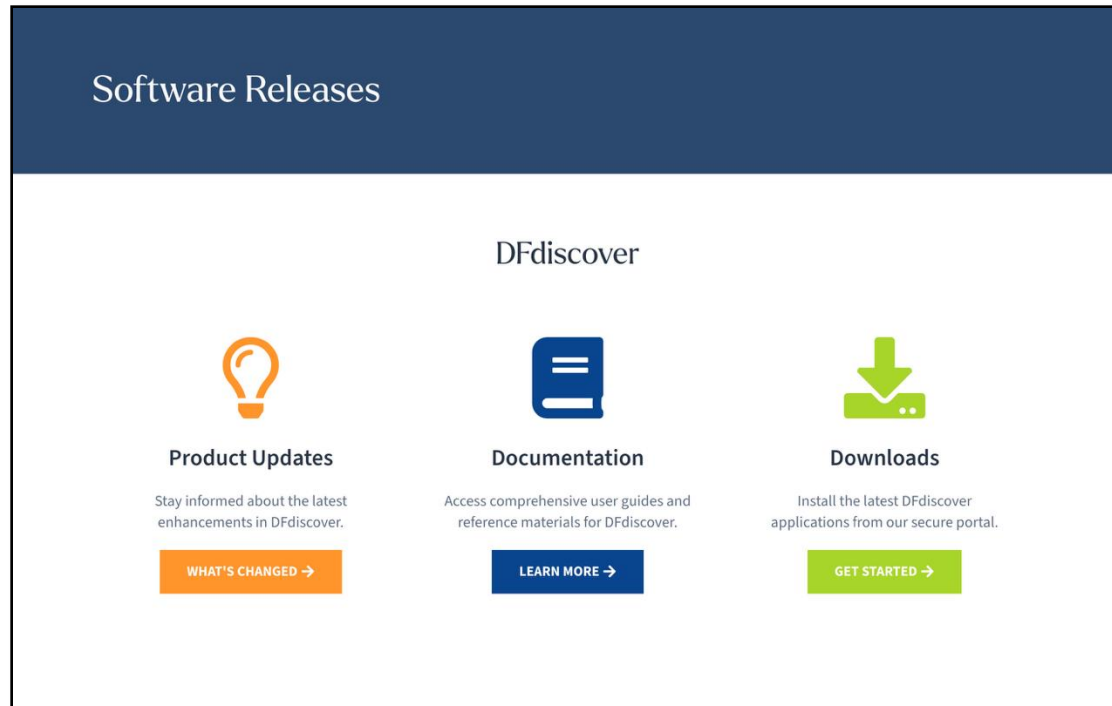 Software Releases
DFdiscover
Product Updates
Stay informed about the latest
enhancements in DFdiscover.
WHAT'S CHANGED →
Documentation
Access comprehensive user guides and
reference materials for DFdiscover.
LEARN MORE →
Downloads
Install the latest DFdiscover
applications from our secure portal.
GET STARTED →